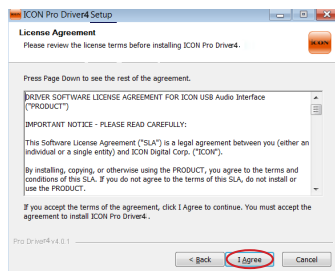 ICON Pro Driver4 Setup
License Agreement
Please review the license terms before installing ICON Pro Driver4.
ICON
Press Page Down to see the rest of the agreement.
DRIVER SOFTWARE LICENSE AGREEMENT FOR ICON USB Audio Interface
("PRODUCT")
IMPORTANT NOTICE - PLEASE READ CAREFULLY:
This Software License Agreement ("SLA") is a legal agreement between you (either an
individual or a single entity) and ICON Digital Corp. ("ICON").
By installing, copying, or otherwise using the PRODUCT, you agree to the terms and
conditions of this SLA. If you do not agree to the terms of this SLA, do not install or
use the PRODUCT.
If you accept the terms of the agreement, click I Agree to continue. You must accept the
agreement to install ICON Pro Driver4.
Pro Driver4 v4.8.1
< Back
I Agree
Cancel